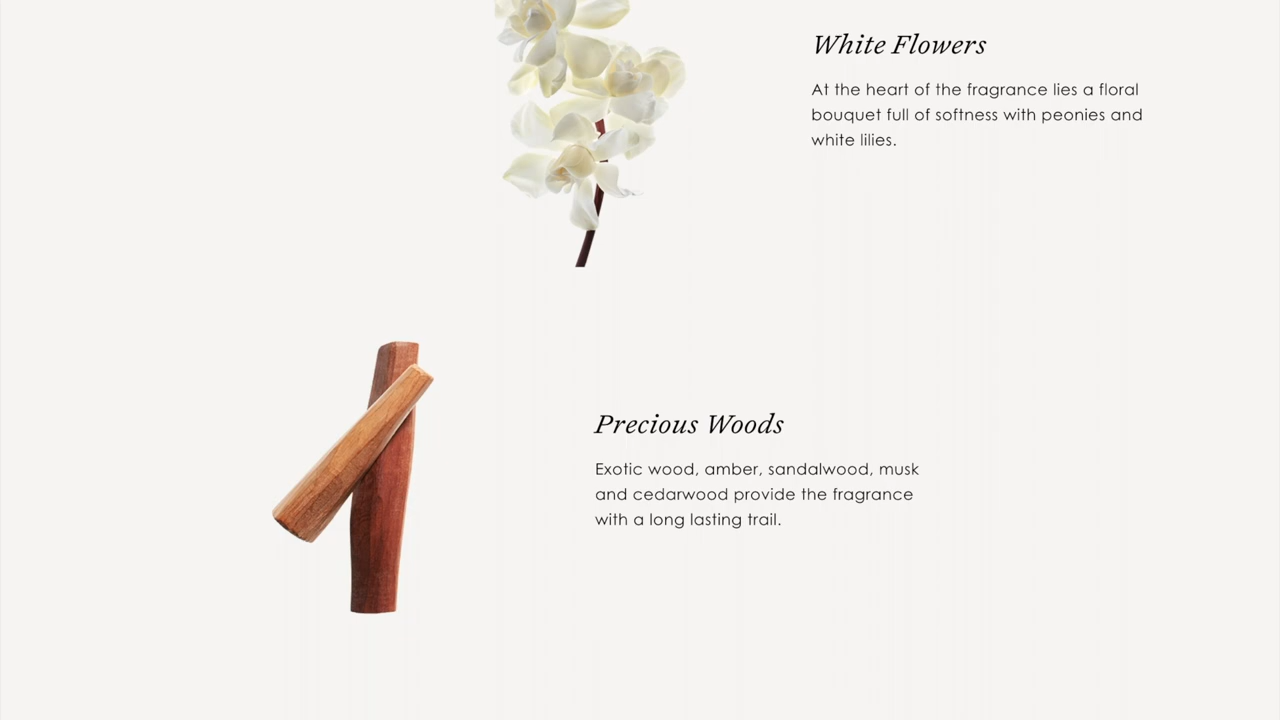 White Flowers
At the heart of the fragrance lies a floral
bouquet full of softness with peonies and
white lilies.
Precious Woods
Exotic wood, amber, sandalwood, musk
and cedarwood provide the fragrance
with a long lasting trail.